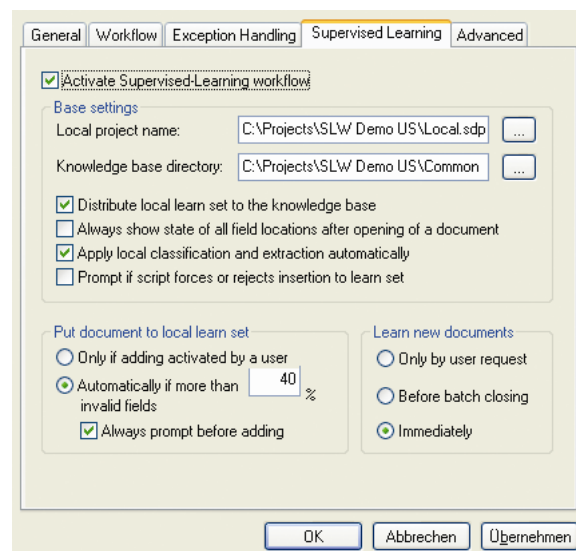 General Workflow Exception Handling Supervised Learning Advanced
Activate Supervised-Learning workflow
Base settings
Local project name: C:\Projects\SLW Demo US\Local.sdp ...
Knowledge base directory: C:\Projects\SLW Demo US\Common ...
Distribute local learn set to the knowledge base
Always show state of all field locations after opening of a document
Apply local classification and extraction automatically
Prompt if script forces or rejects insertion to learn set
Put document to local learn set
Only if adding activated by a user
Automatically if more than 40 %
invalid fields
Always prompt before adding
Learn new documents
Only by user request
Before batch closing
Immediately
OK Abbrechen Übernehmen